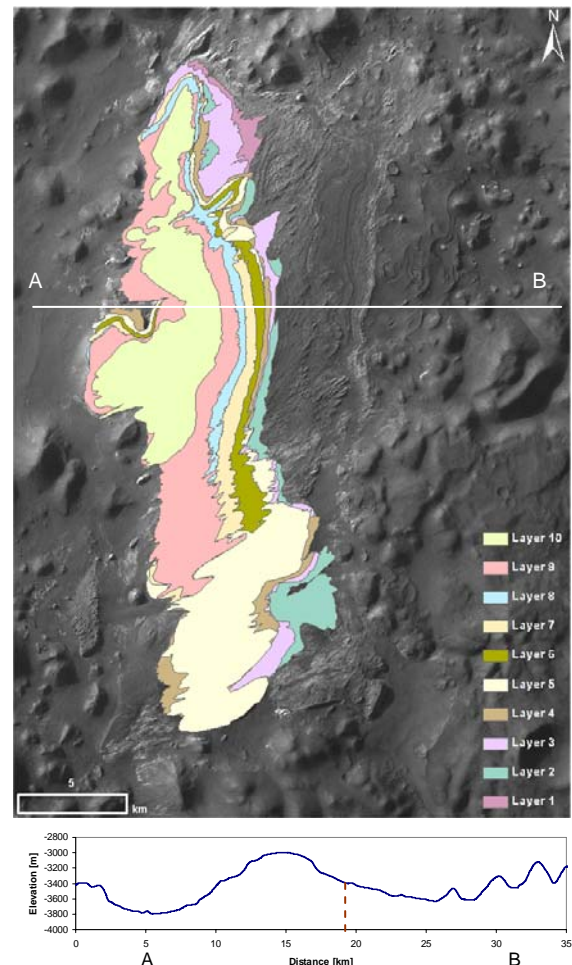 N
A B
Layer 10
Layer 9
Layer 8
Layer 7
Layer 6
Layer 5
Layer 4
Layer 3
Layer 2
Layer 1
5
km
-2800
-3000
-3200
-3400
-3600
-3800
-4000
Elevation [m]
0 5 10 15 20 25 30 35
A B
Distance [km]